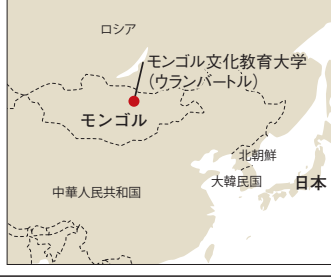 ロシア
モンゴル文化教育大学
（ウランバートル）
モンゴル
北朝鮮
大韓民国
日本
中華人民共和国